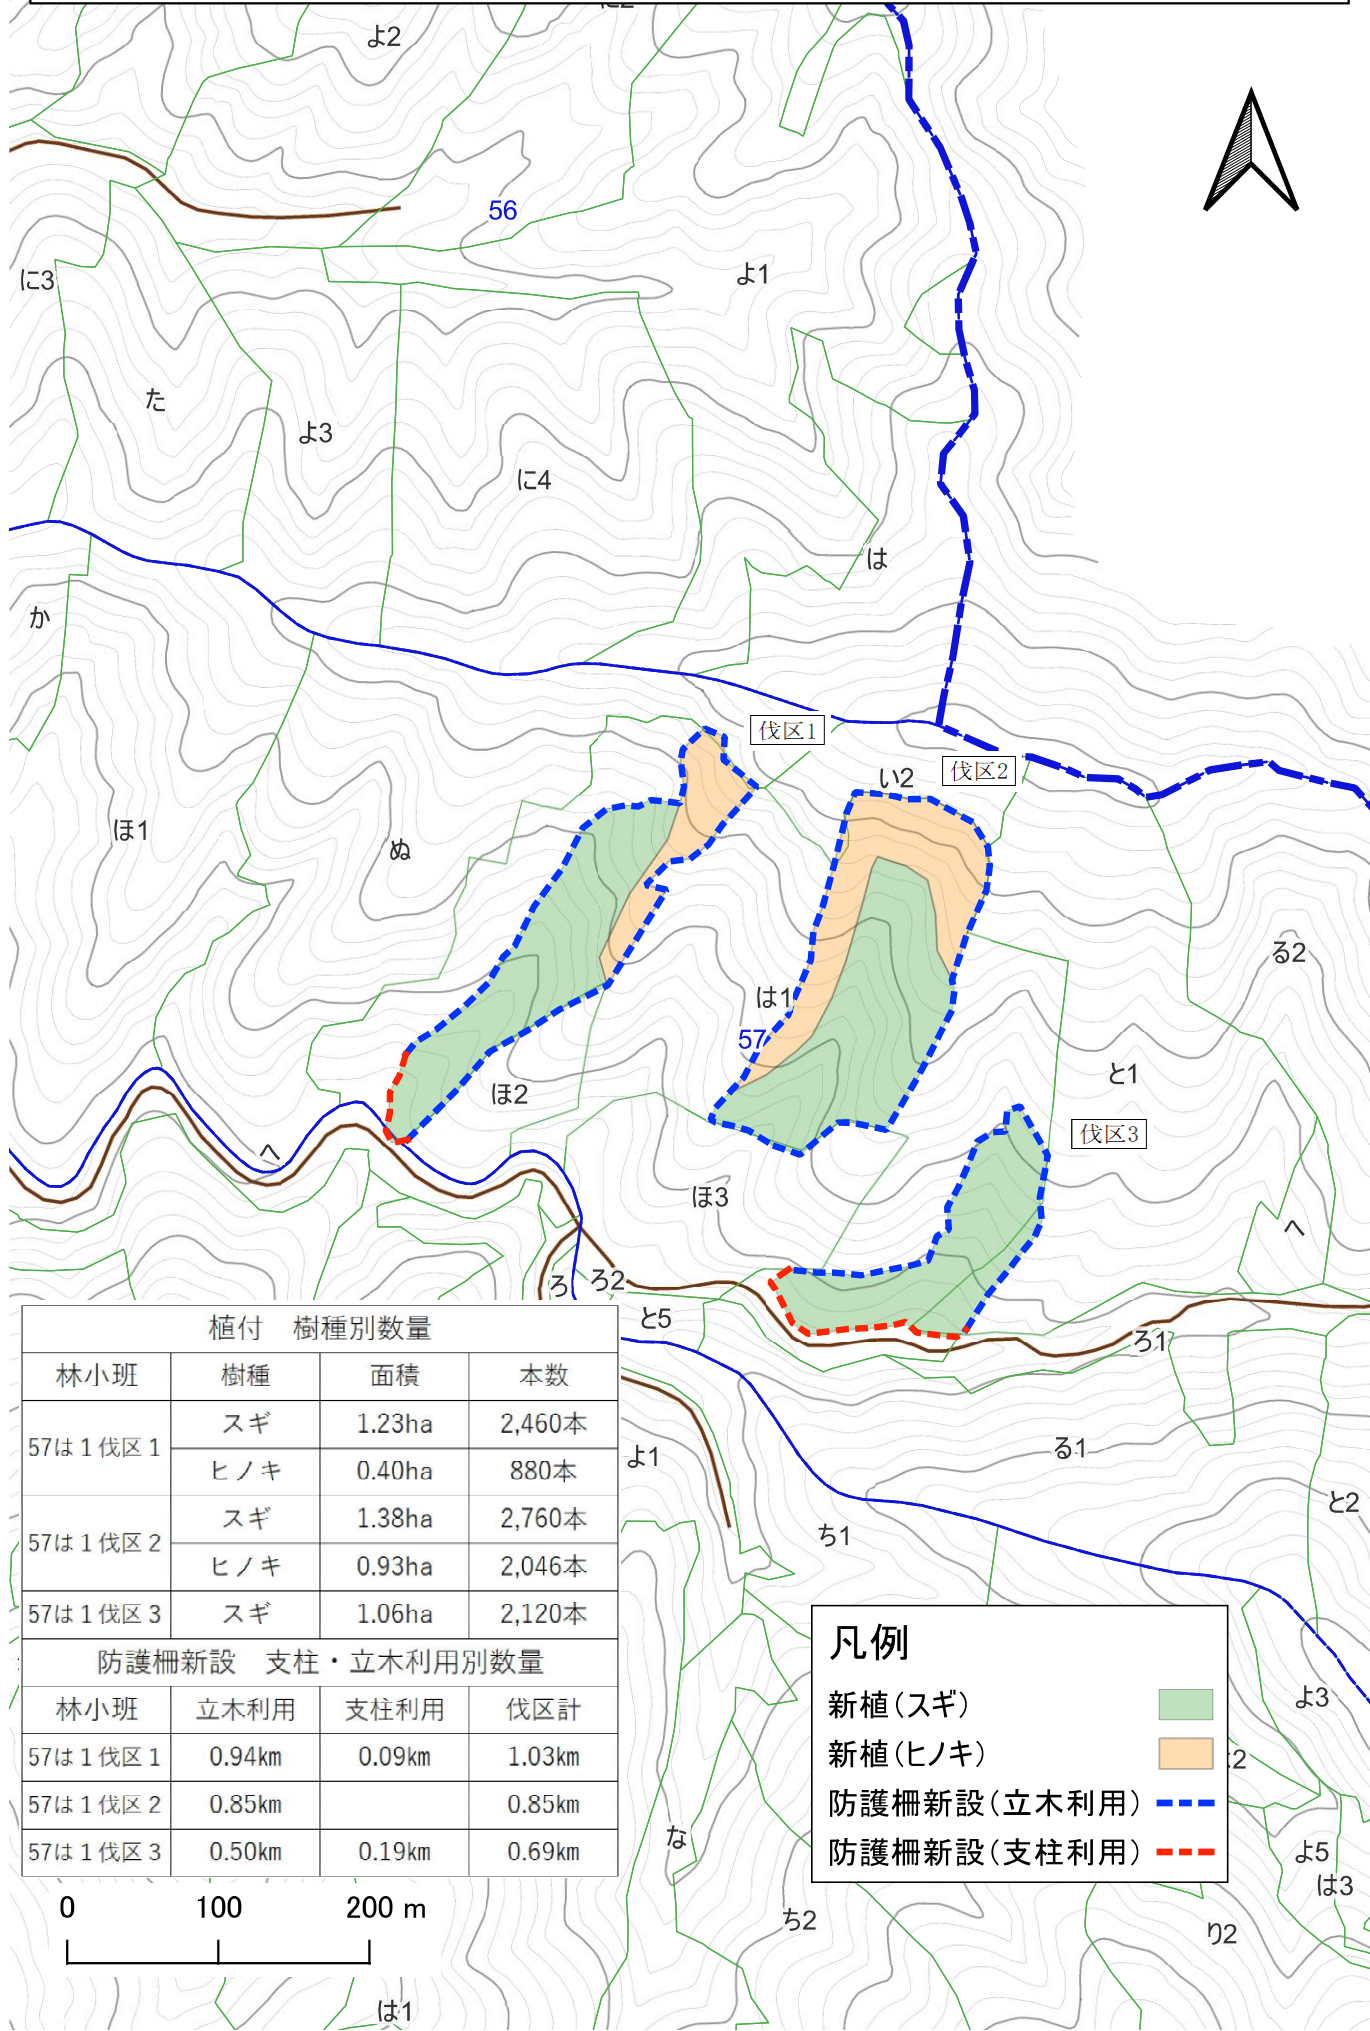 よ2
56
に3
よ1
た
よ3
に4
は
か
伐区1
い2
伐区2
ほ1
ぬ
る2
は1
57
と1
ほ2
伐区3
へ
ほ3
へ
ろ
ろ2
と5
ろ1
植付 樹種別数量
林小班 樹種 面積 本数
57は1伐区1 スギ 1.23ha 2,460本
ヒノキ 0.40ha 880本
57は1伐区2 スギ 1.38ha 2,760本
ヒノキ 0.93ha 2,046本
57は1伐区3 スギ 1.06ha 2,120本
防護柵新設 支柱・立木利用別数量
林小班 立木利用 支柱利用 伐区計
57は1伐区1 0.94km 0.09km 1.03km
57は1伐区2 0.85km 0.85km
57は1伐区3 0.50km 0.19km 0.69km
よ1
る1
と2
ち1
凡例
新植(スギ)
新植(ヒノキ)
防護柵新設(立木利用)
防護柵新設(支柱利用)
よ3
2
な
よ5
は3
0 100 200 m
ち2
り2
は1